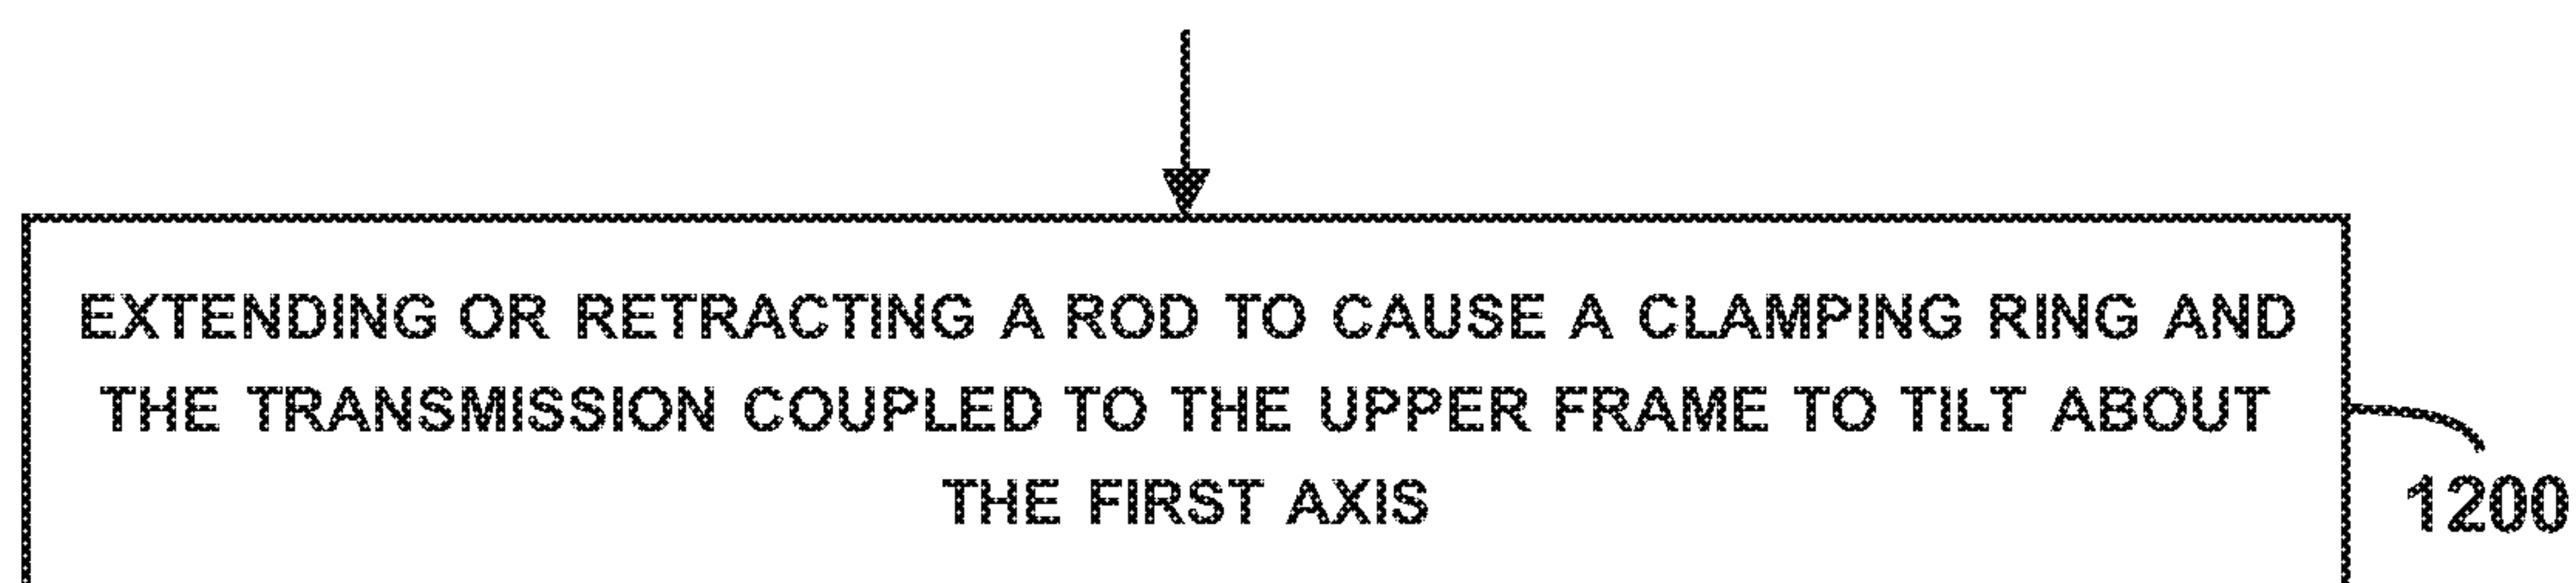 EXTENDING OR RETRACTING A ROD TO CAUSE A CLAMPING RING AND
THE TRANSMISSION COUPLED TO THE UPPER FRAME TO TILT ABOUT
THE FIRST AXIS
1200